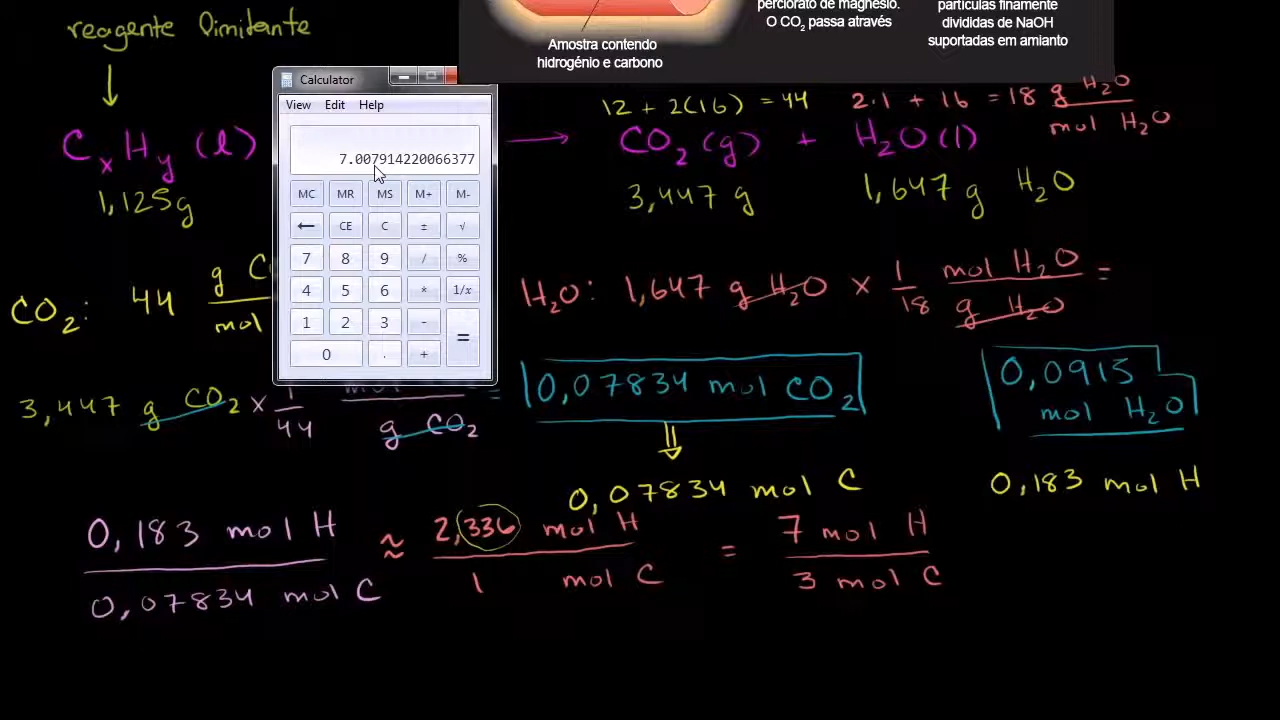 perclorato de magnésio.
O CO2 passa através
partículas finamente
divididas de NaOH
suportadas em amianto
Amostra contendo
hidrogénio e carbono
reagente limitante
Calculator
View Edit Help
7.007914220066377
MC MR MS M+ M-
← CE C ± √
7 8 9 / %
4 5 6 * 1/x
1 2 3 - =
0 . +
12 + 2(16) = 44
2·1 + 16 = 18 g H2O / mol H2O
CxHy (l)
→ CO2(g) + H2O(l)
1,125g
3,447 g
1,647 g H2O
CO2: 44 g C
mol
H2O: 1,647 g H2O × 1/18 mol H2O / g H2O =
3,447 g CO2 × 1/44
g CO2
= 0,07834 mol CO2
0,0915
mol H2O
0,07834 mol C
0,183 mol H
0,183 mol H / 0,07834 mol C ≈ 2,336 mol H / 1 mol C = 7 mol H / 3 mol C